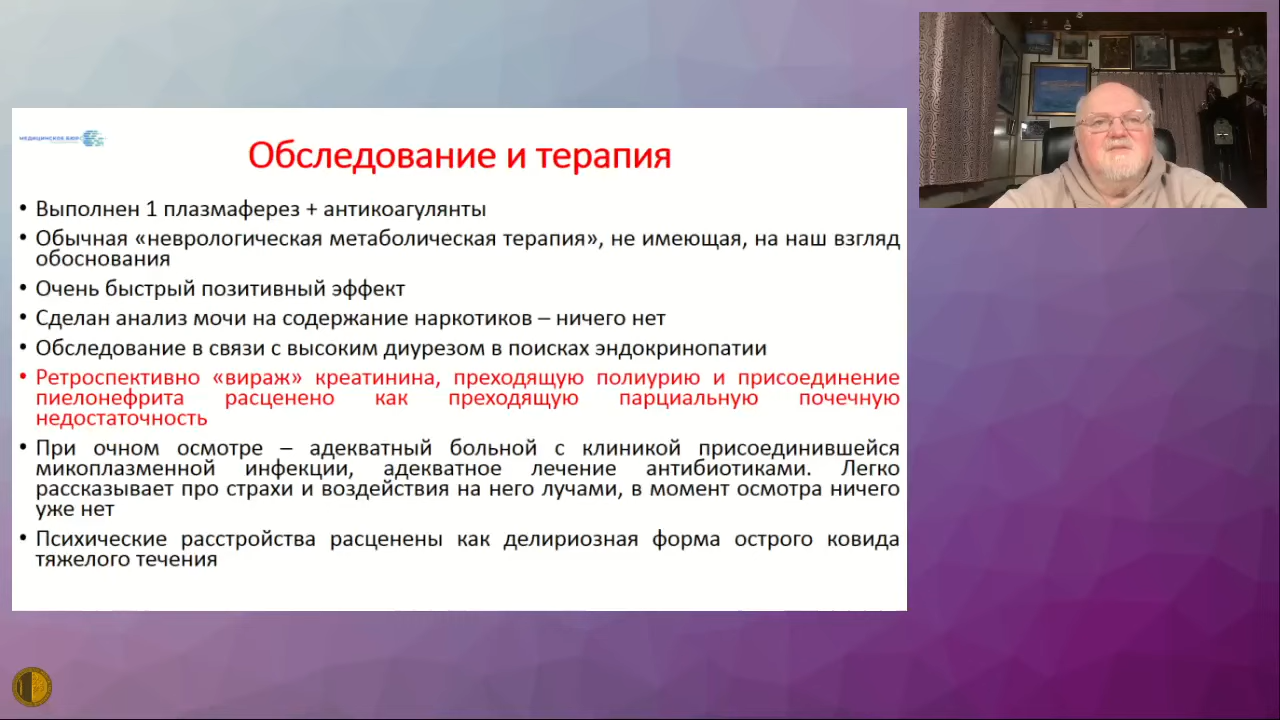 МЕДИЦИНСКОЕ БЮРО
Обследование и терапия
• Выполнен 1 плазмаферез + антикоагулянты
• Обычная «неврологическая метаболическая терапия», не имеющая, на наш взгляд
обоснования
• Очень быстрый позитивный эффект
• Сделан анализ мочи на содержание наркотиков – ничего нет
• Обследование в связи с высоким диурезом в поисках эндокринопатии
• Ретроспективно «вираж» креатинина, преходящую полиурию и присоединение
пиелонефрита расценено как преходящую парциальную почечную
недостаточность
• При очном осмотре – адекватный больной с клиникой присоединившейся
микоплазменной инфекции, адекватное лечение антибиотиками. Легко
рассказывает про страхи и воздействия на него лучами, в момент осмотра ничего
уже нет
• Психические расстройства расценены как делириозная форма острого ковида
тяжелого течения